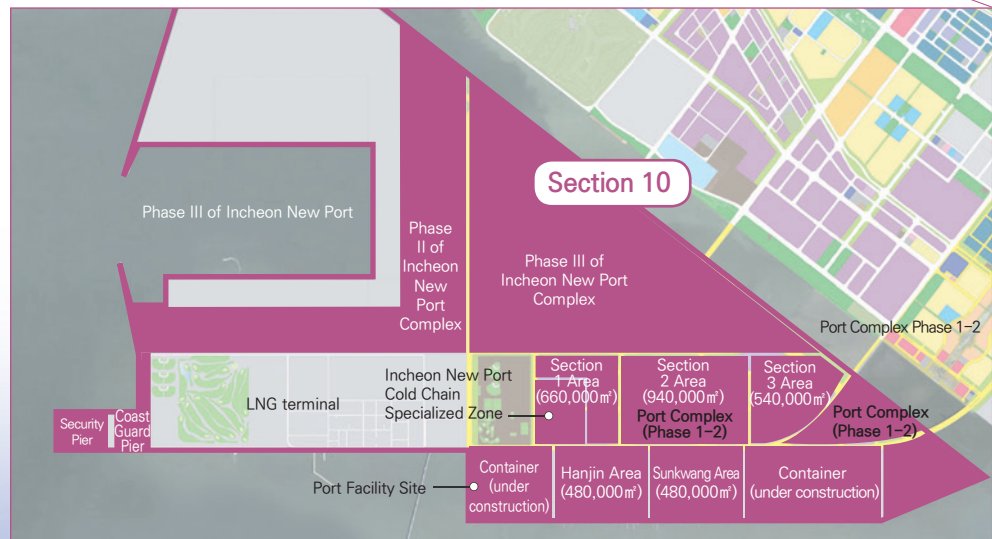 Section 10
Phase III of Incheon New Port
Phase
II of
Incheon
New
Port
Complex
Phase III of
Incheon New Port
Complex
Port Complex Phase 1-2
Incheon New Port
Cold Chain
Specialized Zone
Section
1 Area
(660,000㎡)
Section
2 Area
(940,000㎡)
Port Complex
(Phase 1-2)
Section
3 Area
(540,000㎡)
Port Complex
(Phase 1-2)
LNG terminal
Security
Pier
Coast
Guard
Pier
Port Facility Site
Container
(under
construction)
Hanjin Area
(480,000㎡)
Sunkwang Area
(480,000㎡)
Container
(under construction)